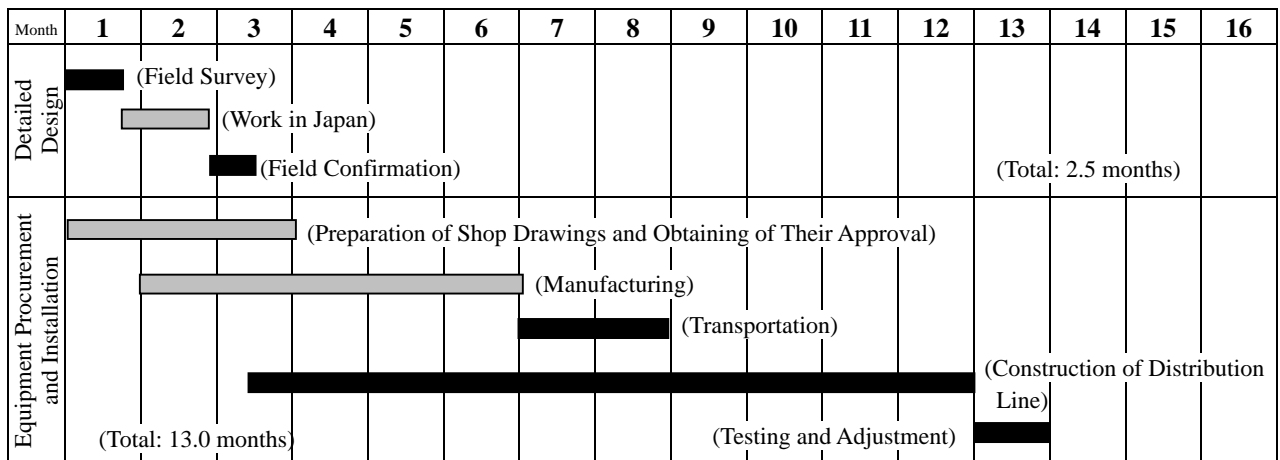 Month 1 2 3 4 5 6 7 8 9 10 11 12 13 14 15 16
Detailed
Design
(Field Survey)
(Work in Japan)
(Field Confirmation)
(Total: 2.5 months)
Equipment Procurement
and Installation
(Preparation of Shop Drawings and Obtaining of Their Approval)
(Manufacturing)
(Transportation)
(Construction of Distribution
Line)
(Total: 13.0 months)
(Testing and Adjustment)